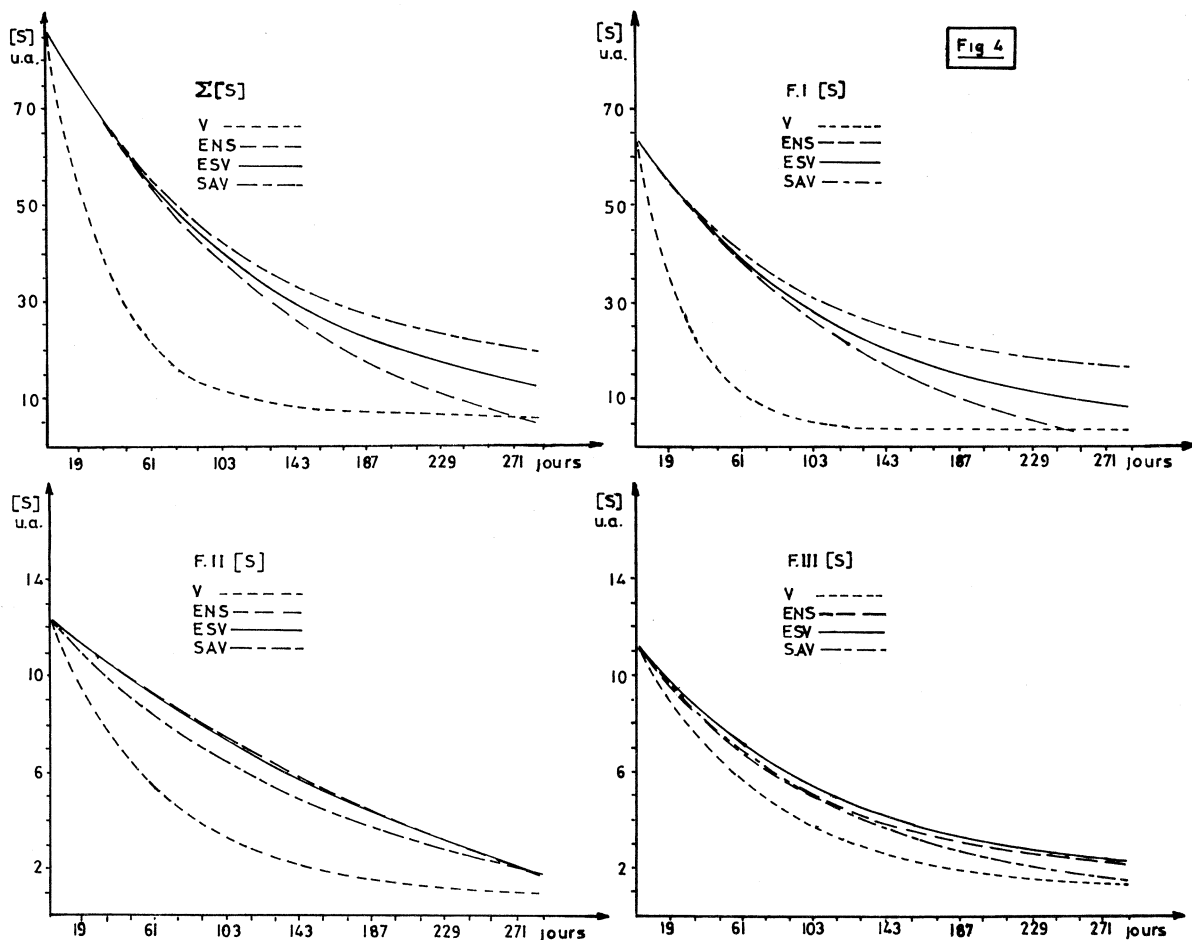 [S]
u.a.
Σ[S]
V
ENS
ESV
SAV
70
50
30
10
19 61 103 143 187 229 271 jours
Fig 4
[S]
u.a.
F.I [S]
V
ENS
ESV
SAV
70
50
30
10
19 61 103 143 187 229 271 jours
[S]
u.a.
F.II [S]
V
ENS
ESV
SAV
14
10
6
2
19 61 103 143 187 229 271 jours
[S]
u.a.
F.III [S]
V
ENS
ESV
SAV
14
10
6
2
19 61 103 143 187 229 271 jours